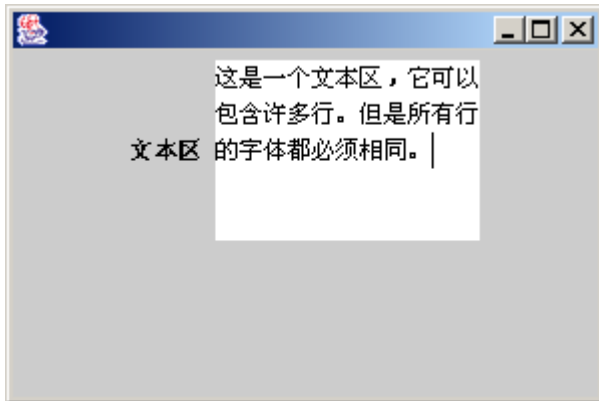 这是一个文本区，它可以
包含许多行。但是所有行
文本区 的字体都必须相同。